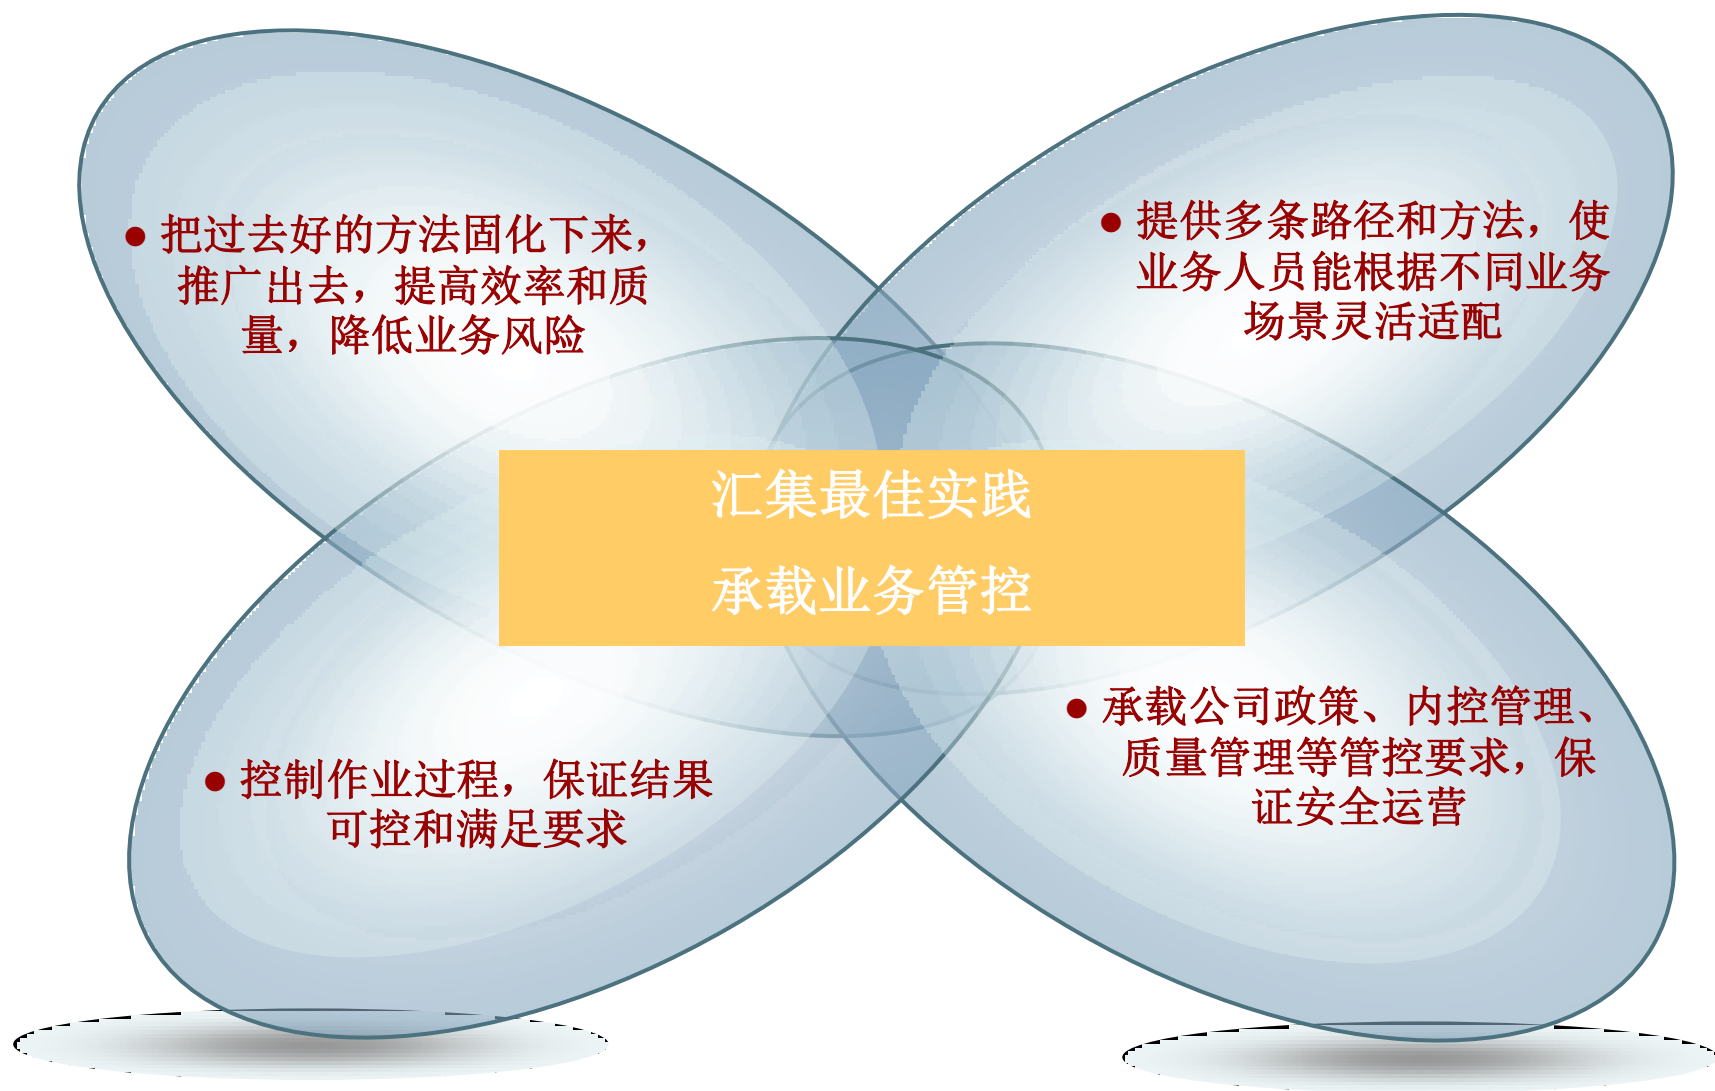 ● 把过去好的方法固化下来，
推广出去，提高效率和质
量，降低业务风险
● 提供多条路径和方法，使
业务人员能根据不同业务
场景灵活适配
汇集最佳实践
承载业务管控
● 控制作业过程，保证结果
可控和满足要求
● 承载公司政策、内控管理、
质量管理等管控要求，保
证安全运营